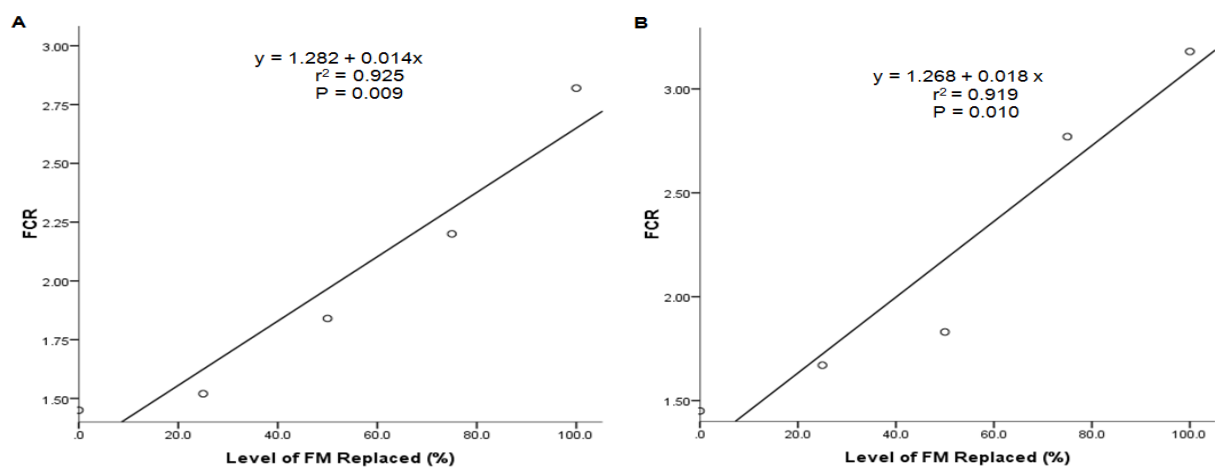 A
y = 1.282 + 0.014x
r² = 0.925
P = 0.009
3.00
2.75
2.50
2.25
2.00
1.75
1.50
FCR
.0 20.0 40.0 60.0 80.0 100.0
Level of FM Replaced (%)
B
y = 1.268 + 0.018 x
r² = 0.919
P = 0.010
3.00
2.50
2.00
1.50
FCR
.0 20.0 40.0 60.0 80.0 100.0
Level of FM Replaced (%)